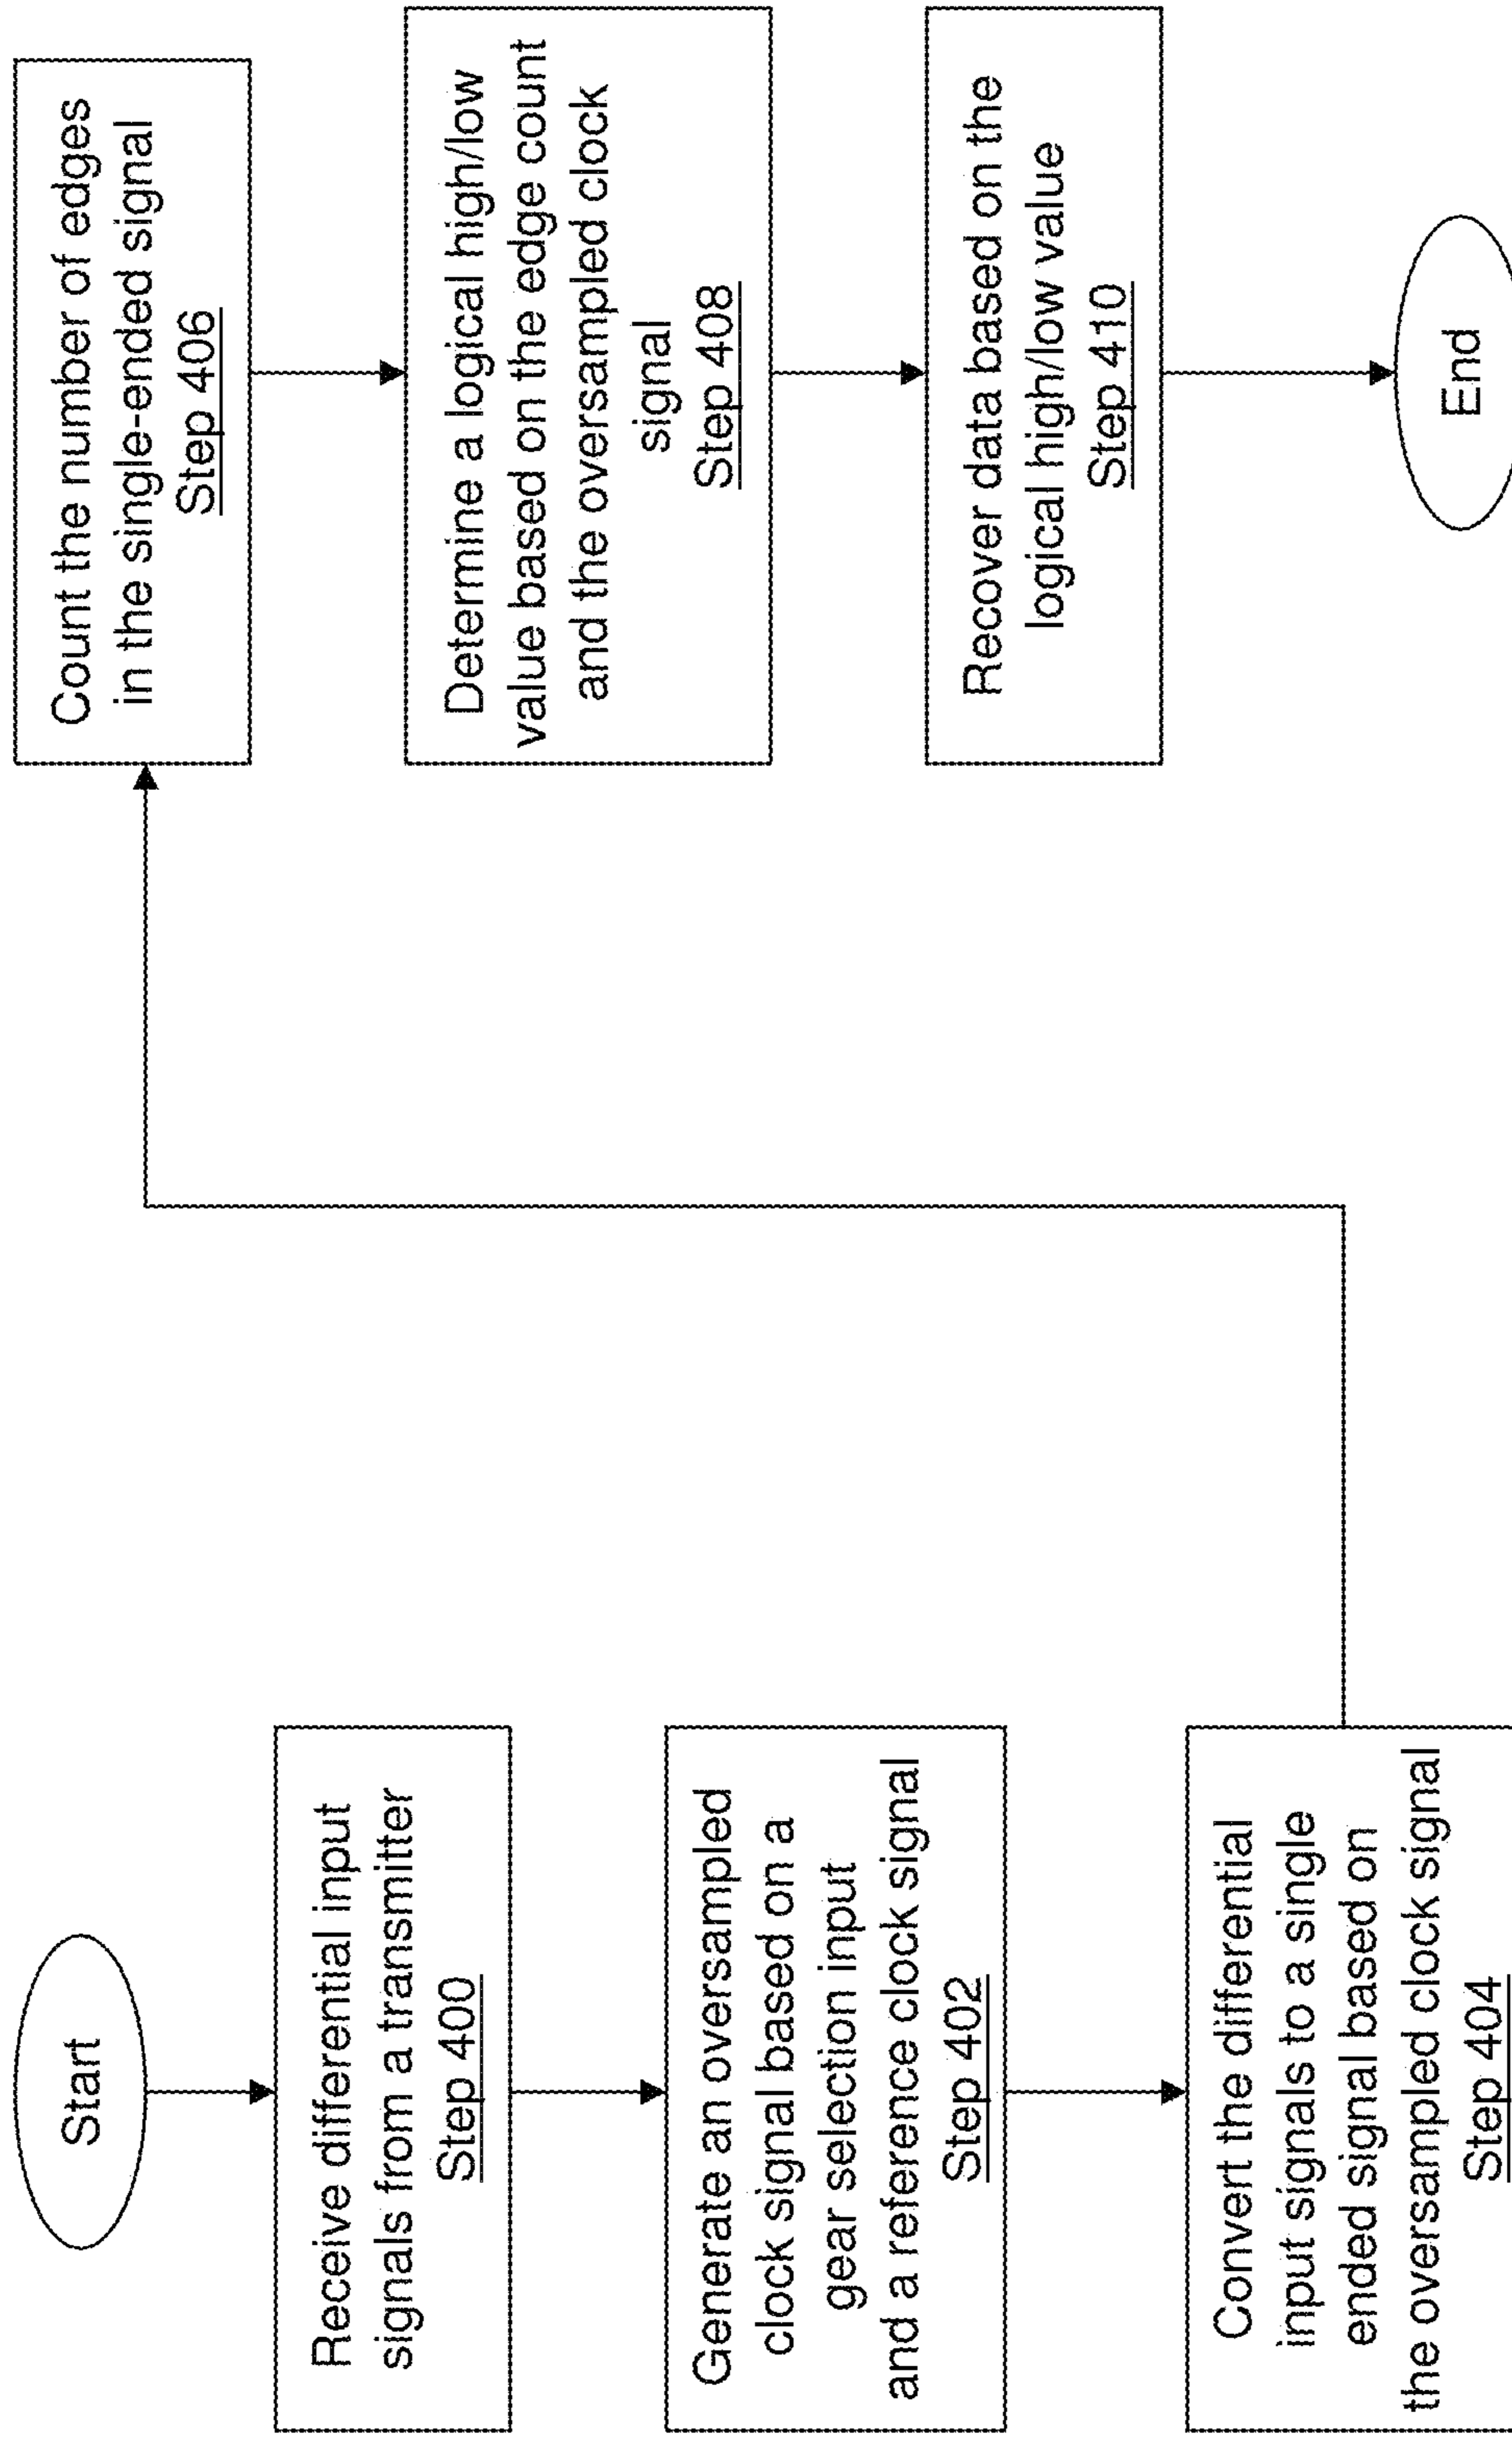 Start
Receive differential input
signals from a transmitter
Step 400
Generate an oversampled
clock signal based on a
gear selection input
and a reference clock signal
Step 402
Convert the differential
input signals to a single
ended signal based on
the oversampled clock signal
Step 404
Count the number of edges
in the single-ended signal
Step 406
Determine a logical high/low
value based on the edge count
and the oversampled clock
signal
Step 408
Recover data based on the
logical high/low value
Step 410
End